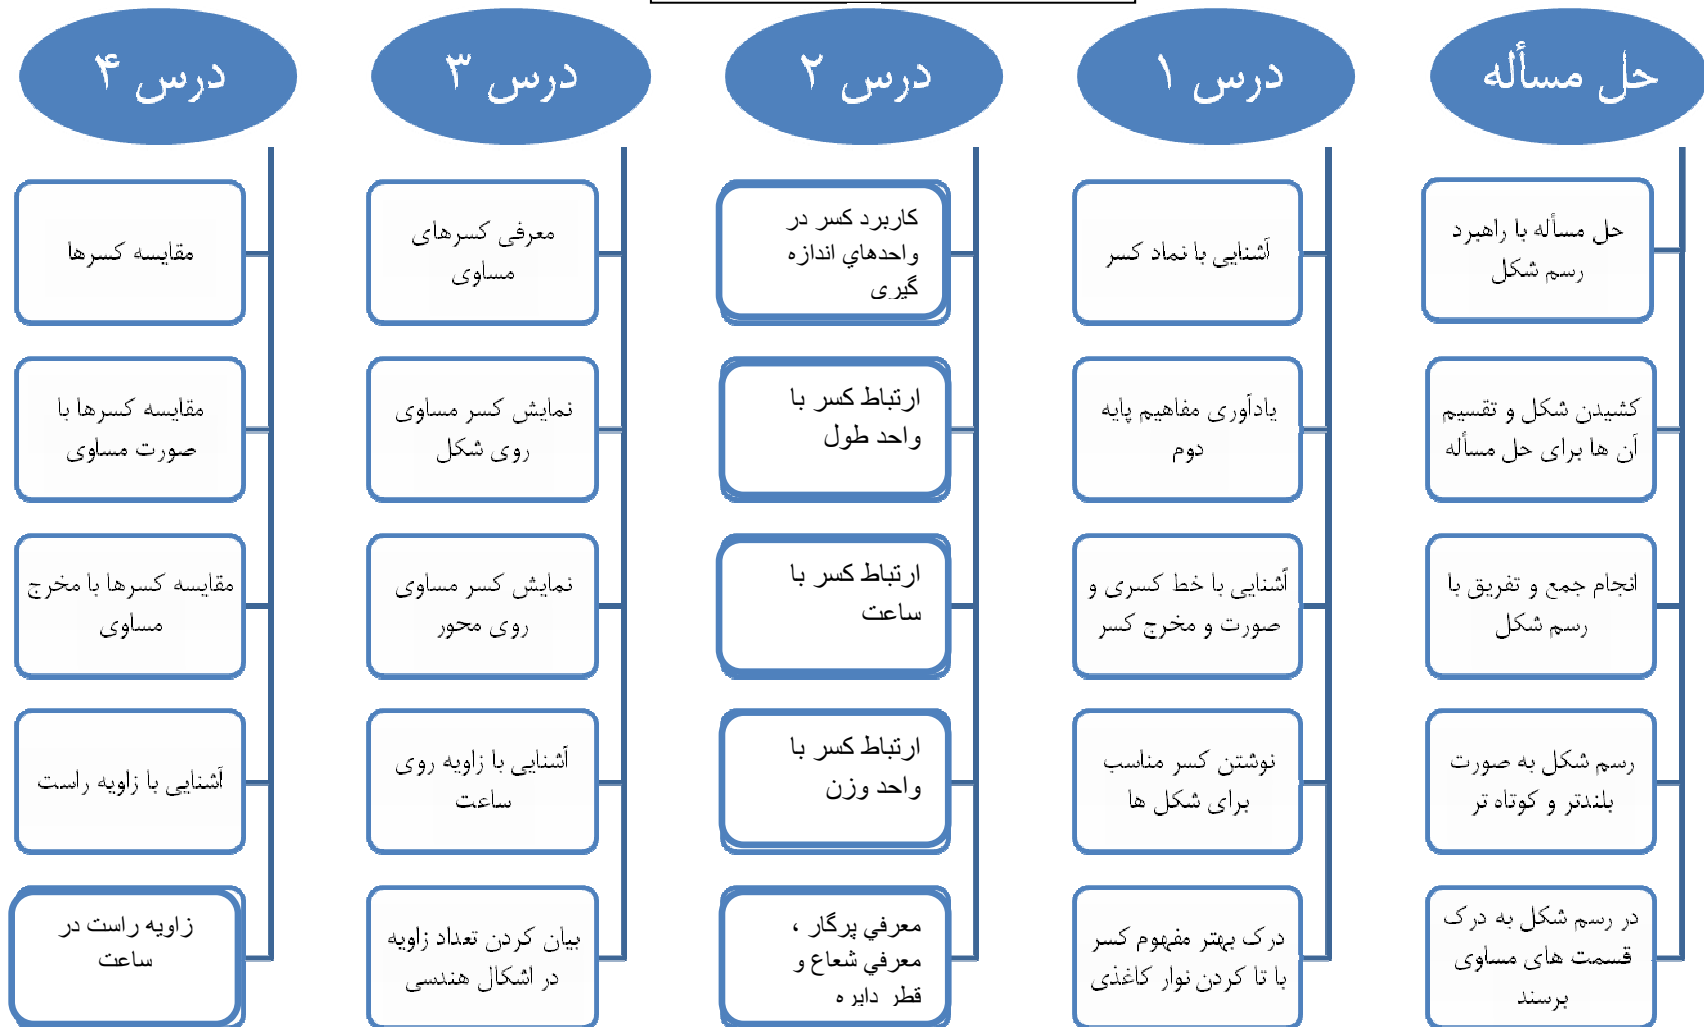 حل مسأله
حل مسأله با راهبرد
رسم شکل
کشیدن شکل و تقسیم
آن ها برای حل مسأله
انجام جمع و تفریق با
رسم شکل
رسم شکل به صورت
بلندتر و کوتاه تر
در رسم شکل به درک
قسمت های مساوی
برسند
درس ۱
آشنایی با نماد کسر
یادآوری مفاهیم پایه
دوم
آشنایی با خط کسری و
صورت و مخرج کسر
نوشتن کسر مناسب
برای شکل ها
درک بهتر مفهوم کسر
با تا کردن نوار کاغذی
درس ۲
کاربرد کسر در
واحدهاي اندازه
گیری
ارتباط کسر با
واحد طول
ارتباط کسر با
ساعت
ارتباط کسر با
واحد وزن
معرفي پرگار ،
معرفي شعاع و
قطر دایره
درس ۳
معرفی کسرهای
مساوی
نمایش کسر مساوی
روی شکل
نمایش کسر مساوی
روی محور
آشنایی با زاویه روی
ساعت
بیان کردن تعداد زاویه
در اشکال هندسی
درس ۴
مقایسه کسرها
مقایسه کسرها با
صورت مساوی
مقایسه کسرها با مخرج
مساوی
آشنایی با زاویه راست
زاویه راست در
ساعت